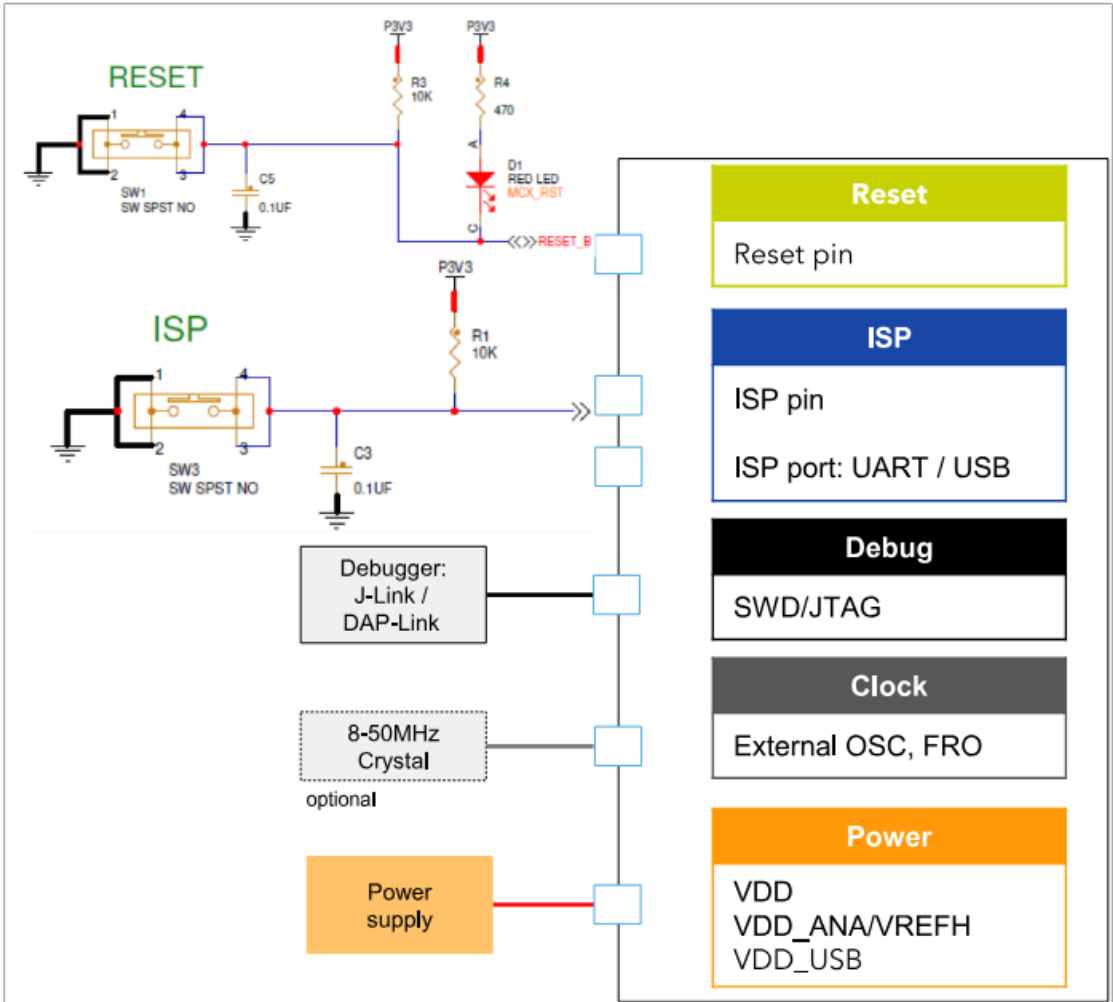 P3V3
P3V3
RESET
R3
10K
R4
470
1
4
2
3
SW1
SW SPST NO
C5
0.1UF
A
D1
RED LED
MCX_RST
C
RESET_B
Reset
Reset pin
P3V3
ISP
R1
10K
1
4
2
3
SW3
SW SPST NO
C3
0.1UF
ISP
ISP pin
ISP port: UART / USB
Debugger:
J-Link /
DAP-Link
Debug
SWD/JTAG
8-50MHz
Crystal
optional
Clock
External OSC, FRO
Power
supply
Power
VDD
VDD_ANA/VREFH
VDD_USB